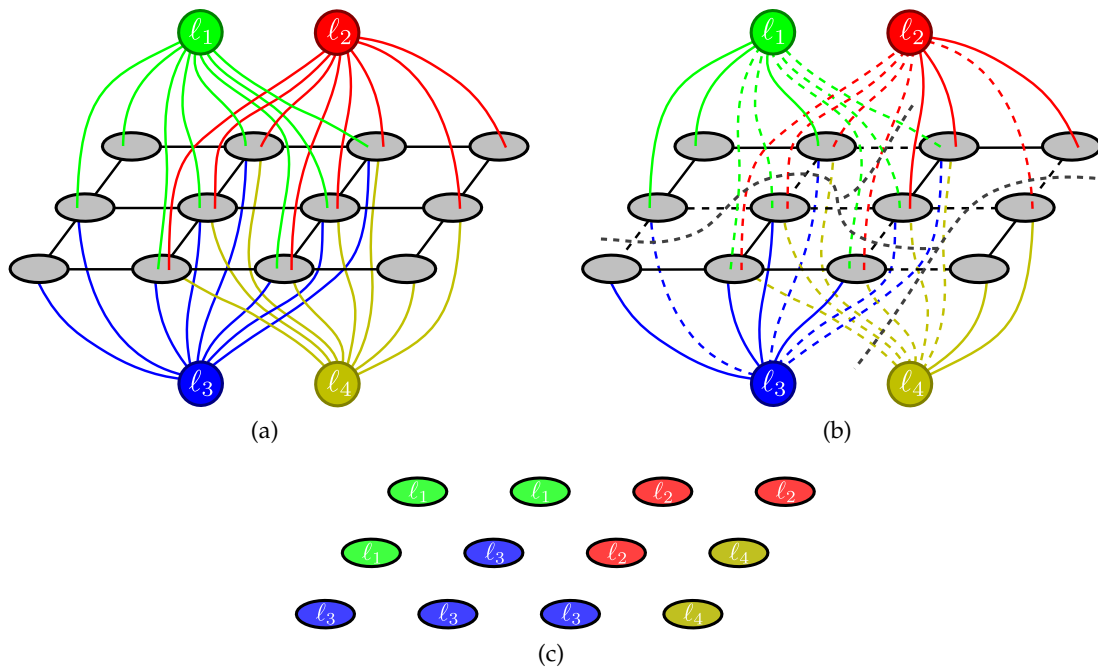 ℓ₁ ℓ₂ ℓ₁ ℓ₂
ℓ₃ ℓ₄ ℓ₃ ℓ₄
(a) (b)
ℓ₁ ℓ₁ ℓ₂ ℓ₂
ℓ₁ ℓ₃ ℓ₂ ℓ₄
ℓ₃ ℓ₃ ℓ₃ ℓ₄
(c)